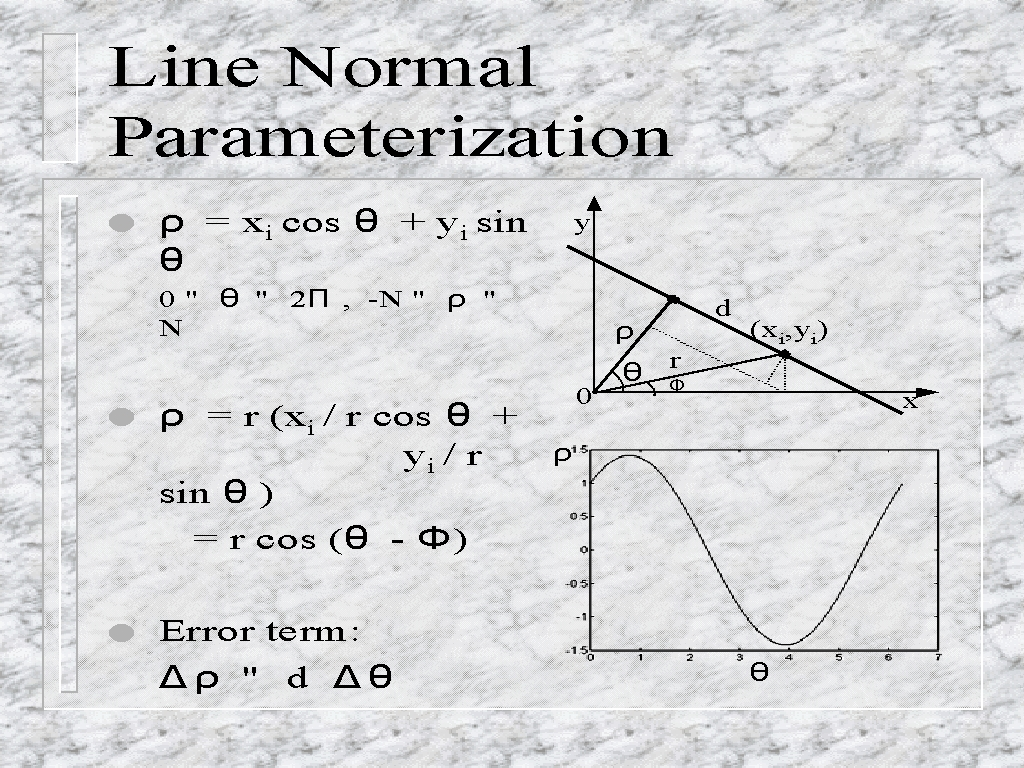 Line Normal
Parameterization
ρ = xᵢ cos θ + yᵢ sin
θ
0 " θ " 2Π , -N " ρ "
N
ρ = r (xᵢ / r cos θ +
yᵢ / r
sin θ )
= r cos (θ - Φ)
Error term:
Δρ " d Δθ
y
d
(xᵢ,yᵢ)
ρ
r
θ
Φ
0
x
ρ
1.5
1
0.5
0
-0.5
-1
-1.5
0 1 2 3 4 5 6 7
θ